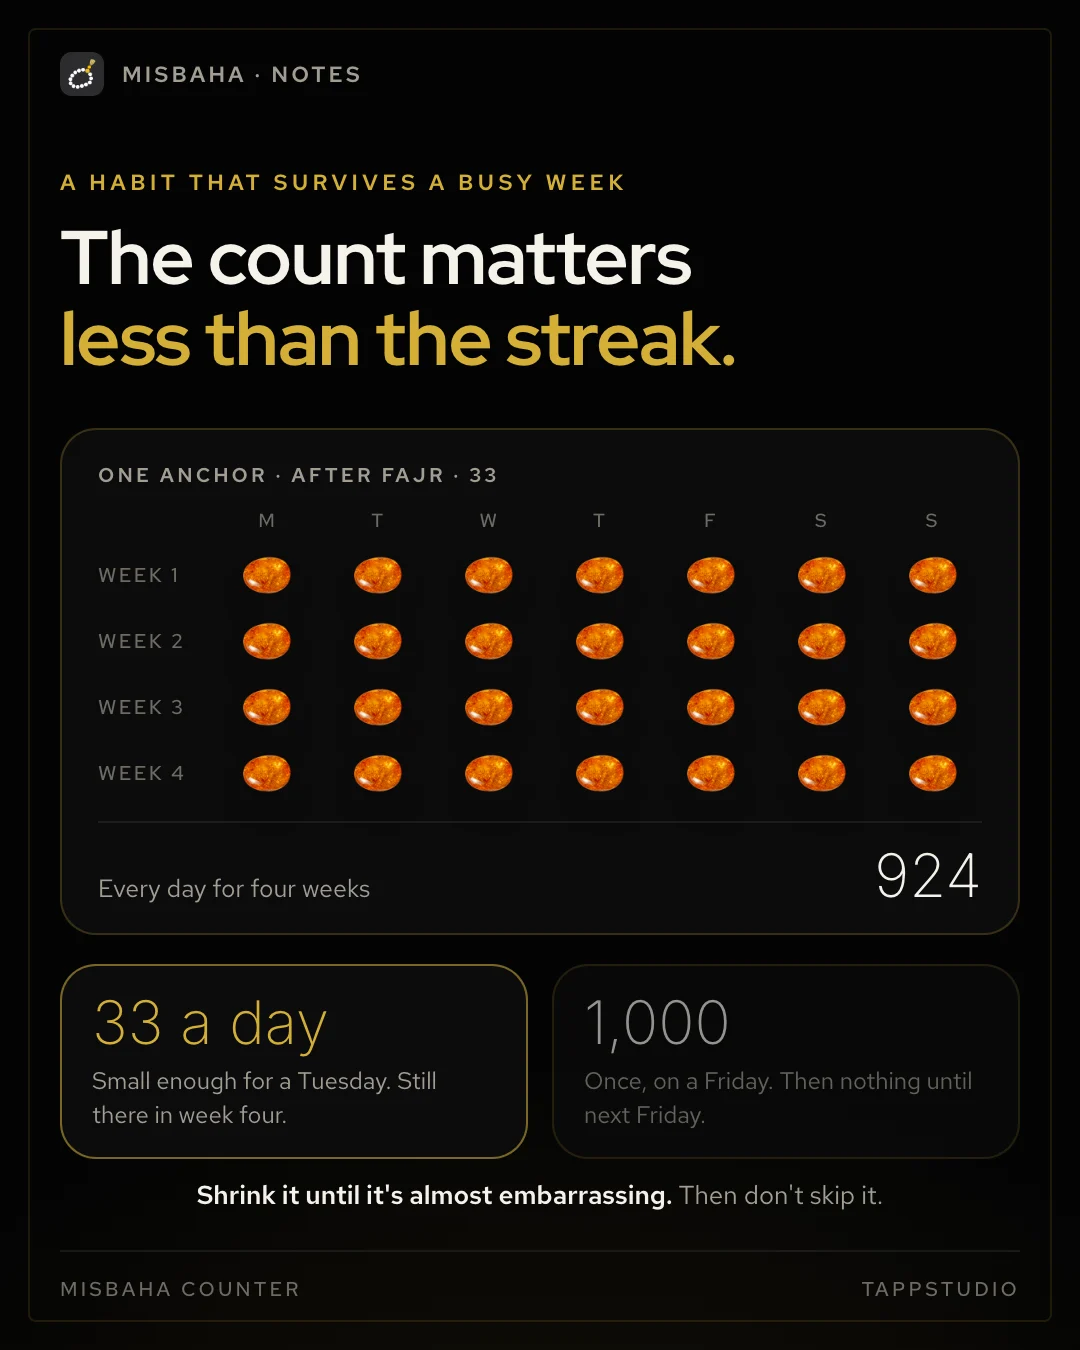 MISBAHA · NOTES
A HABIT THAT SURVIVES A BUSY WEEK
The count matters
less than the streak.
ONE ANCHOR · AFTER FAJR · 33
M T W T F S S
WEEK 1
WEEK 2
WEEK 3
WEEK 4
Every day for four weeks 924
33 a day
Small enough for a Tuesday. Still
there in week four.
1,000
Once, on a Friday. Then nothing until
next Friday.
Shrink it until it's almost embarrassing. Then don't skip it.
MISBAHA COUNTER TAPPSTUDIO